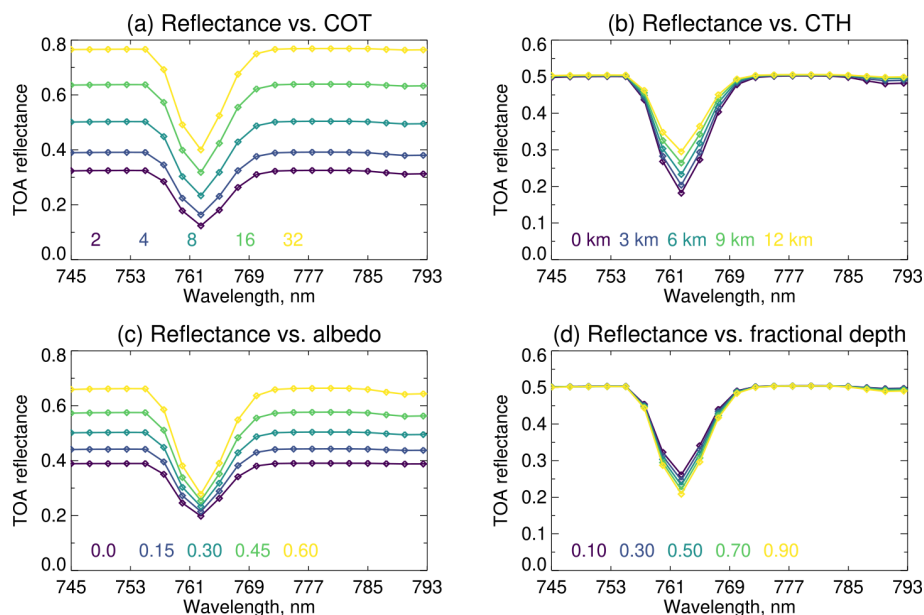 (a) Reflectance vs. COT
TOA reflectance
0.8
0.6
0.4
0.2
0.0
2 4 8 16 32
745 753 761 769 777 785 793
Wavelength, nm
(b) Reflectance vs. CTH
TOA reflectance
0.6
0.5
0.4
0.3
0.2
0.1
0.0
0 km 3 km 6 km 9 km 12 km
745 753 761 769 777 785 793
Wavelength, nm
(c) Reflectance vs. albedo
TOA reflectance
0.8
0.6
0.4
0.2
0.0
0.0 0.15 0.30 0.45 0.60
745 753 761 769 777 785 793
Wavelength, nm
(d) Reflectance vs. fractional depth
TOA reflectance
0.6
0.5
0.4
0.3
0.2
0.1
0.0
0.10 0.30 0.50 0.70 0.90
745 753 761 769 777 785 793
Wavelength, nm